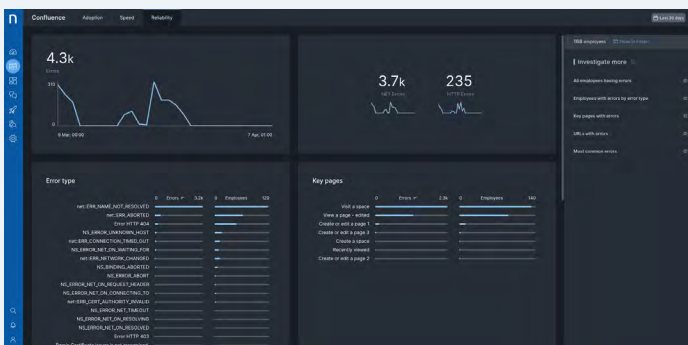 n
Confluence
Adoption
Speed
Reliability
Last 30 days
4.3k
Errors
310
0
9 Mar, 00:00
7 Apr, 01:00
3.7k
NET Errors
235
HTTP Errors
employees
Investigate more
All employees having errors
Employees with errors by error type
Key pages with errors
URLs with errors
Most common errors
Error type
0 Errors 3.2k 0 Employees 120
net::ERR_NAME_NOT_RESOLVED
net::ERR_ABORTED
Error HTTP 404
NS_ERROR_UNKNOWN_HOST
net::ERR_CONNECTION_TIMED_OUT
NS_ERROR_NET_ON_WAITING_FOR
net::ERR_NETWORK_CHANGED
NS_BINDING_ABORTED
NS_ERROR_ABORT
NS_ERROR_NET_ON_REQUEST_HEADER
NS_ERROR_NET_ON_CONNECTING_TO
net::ERR_CERT_AUTHORITY_INVALID
NS_ERROR_NET_TIMEOUT
NS_ERROR_NET_ON_RESOLVING
NS_ERROR_NET_ON_RESOLVED
Error HTTP 403
Key pages
0 Errors 2.3k 0 Employees 140
Visit a space
View a page - edited
Create or edit a page 1
Create or edit a page 3
Create a space
Recently viewed
Create or edit a page 2